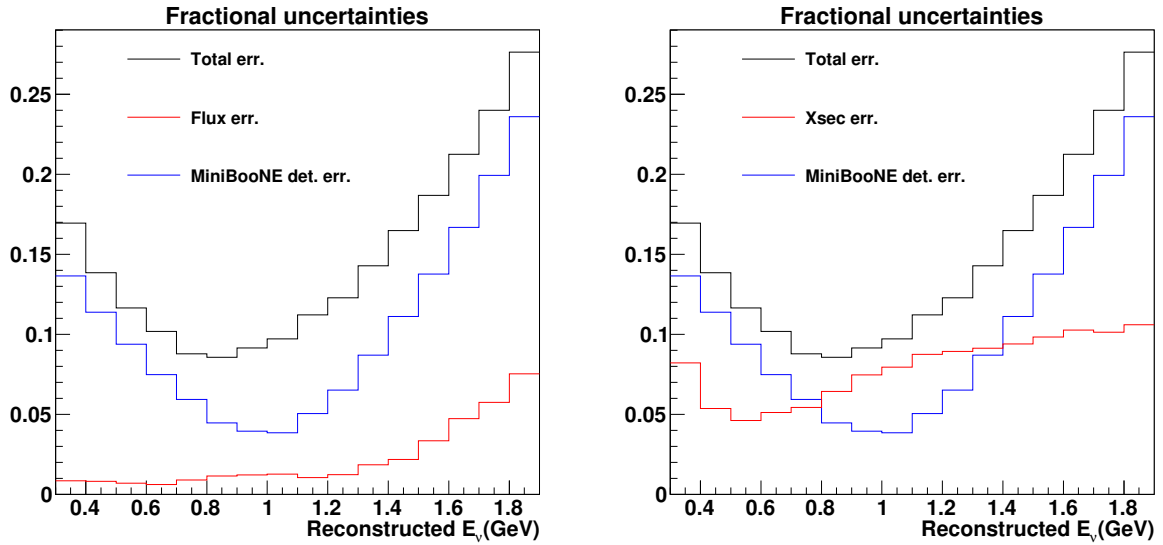 Fractional uncertainties
Total err.
Flux err.
MiniBooNE det. err.
0.25
0.2
0.15
0.1
0.05
0
0.4 0.6 0.8 1 1.2 1.4 1.6 1.8
Reconstructed Eν(GeV)
Fractional uncertainties
Total err.
Xsec err.
MiniBooNE det. err.
0.25
0.2
0.15
0.1
0.05
0
0.4 0.6 0.8 1 1.2 1.4 1.6 1.8
Reconstructed Eν(GeV)